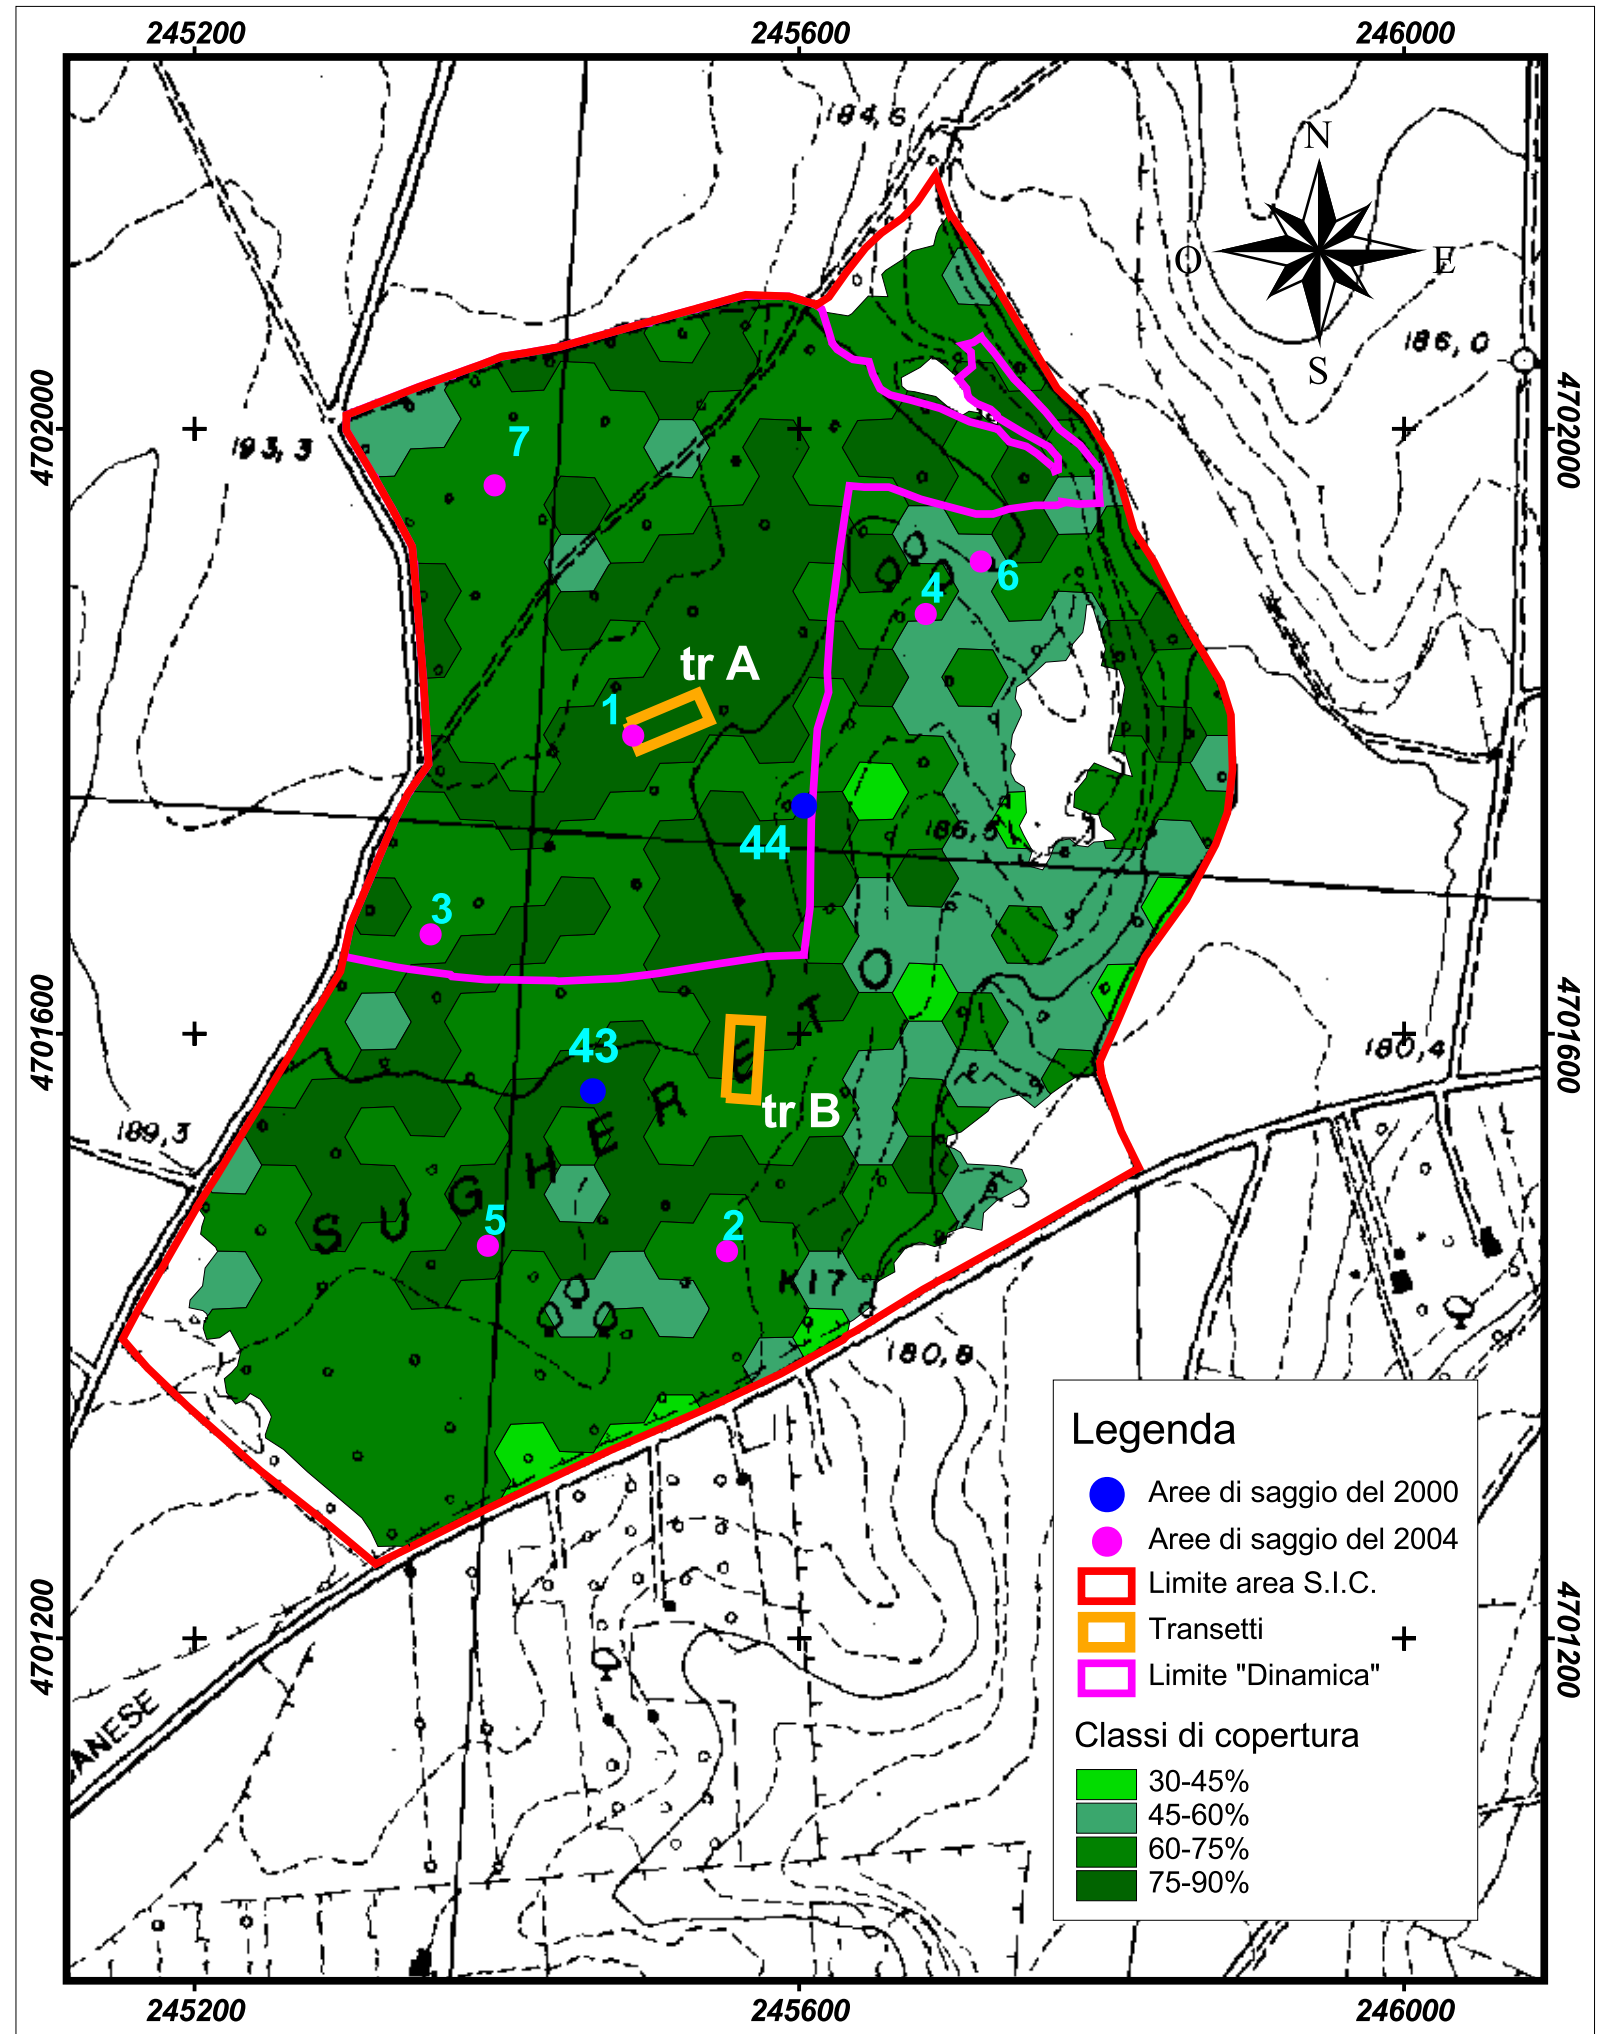 245200 245600 246000
184,6
N
O E
S
186,0
4702000 4702000
193,3
7
6
4
tr A
1
44
186,5
3
O
T
4701600 4701600
43
E
180,4
R
tr B
189,3
E
H
G
U
S
5
2
K17
180,8
Legenda
Aree di saggio del 2000
Aree di saggio del 2004
Limite area S.I.C.
Transetti
Limite "Dinamica"
Classi di copertura
30-45%
45-60%
60-75%
75-90%
4701200 4701200
ANESE
245200 245600 246000